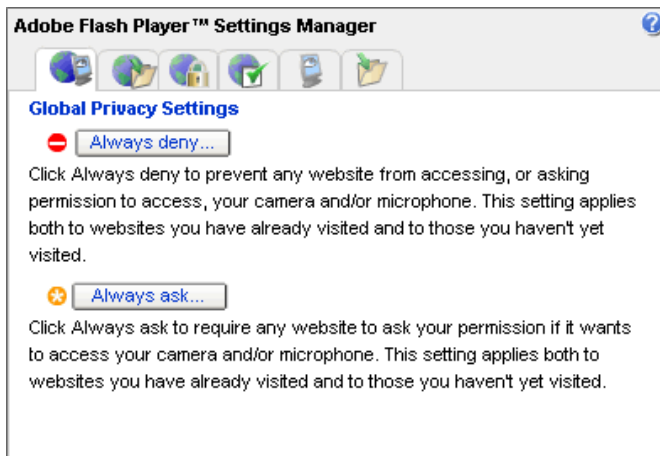 Adobe Flash Player™ Settings Manager
?
Global Privacy Settings
Always deny...
Click Always deny to prevent any website from accessing, or asking
permission to access, your camera and/or microphone. This setting applies
both to websites you have already visited and to those you haven't yet
visited.
Always ask...
Click Always ask to require any website to ask your permission if it wants
to access your camera and/or microphone. This setting applies both to
websites you have already visited and to those you haven't yet visited.